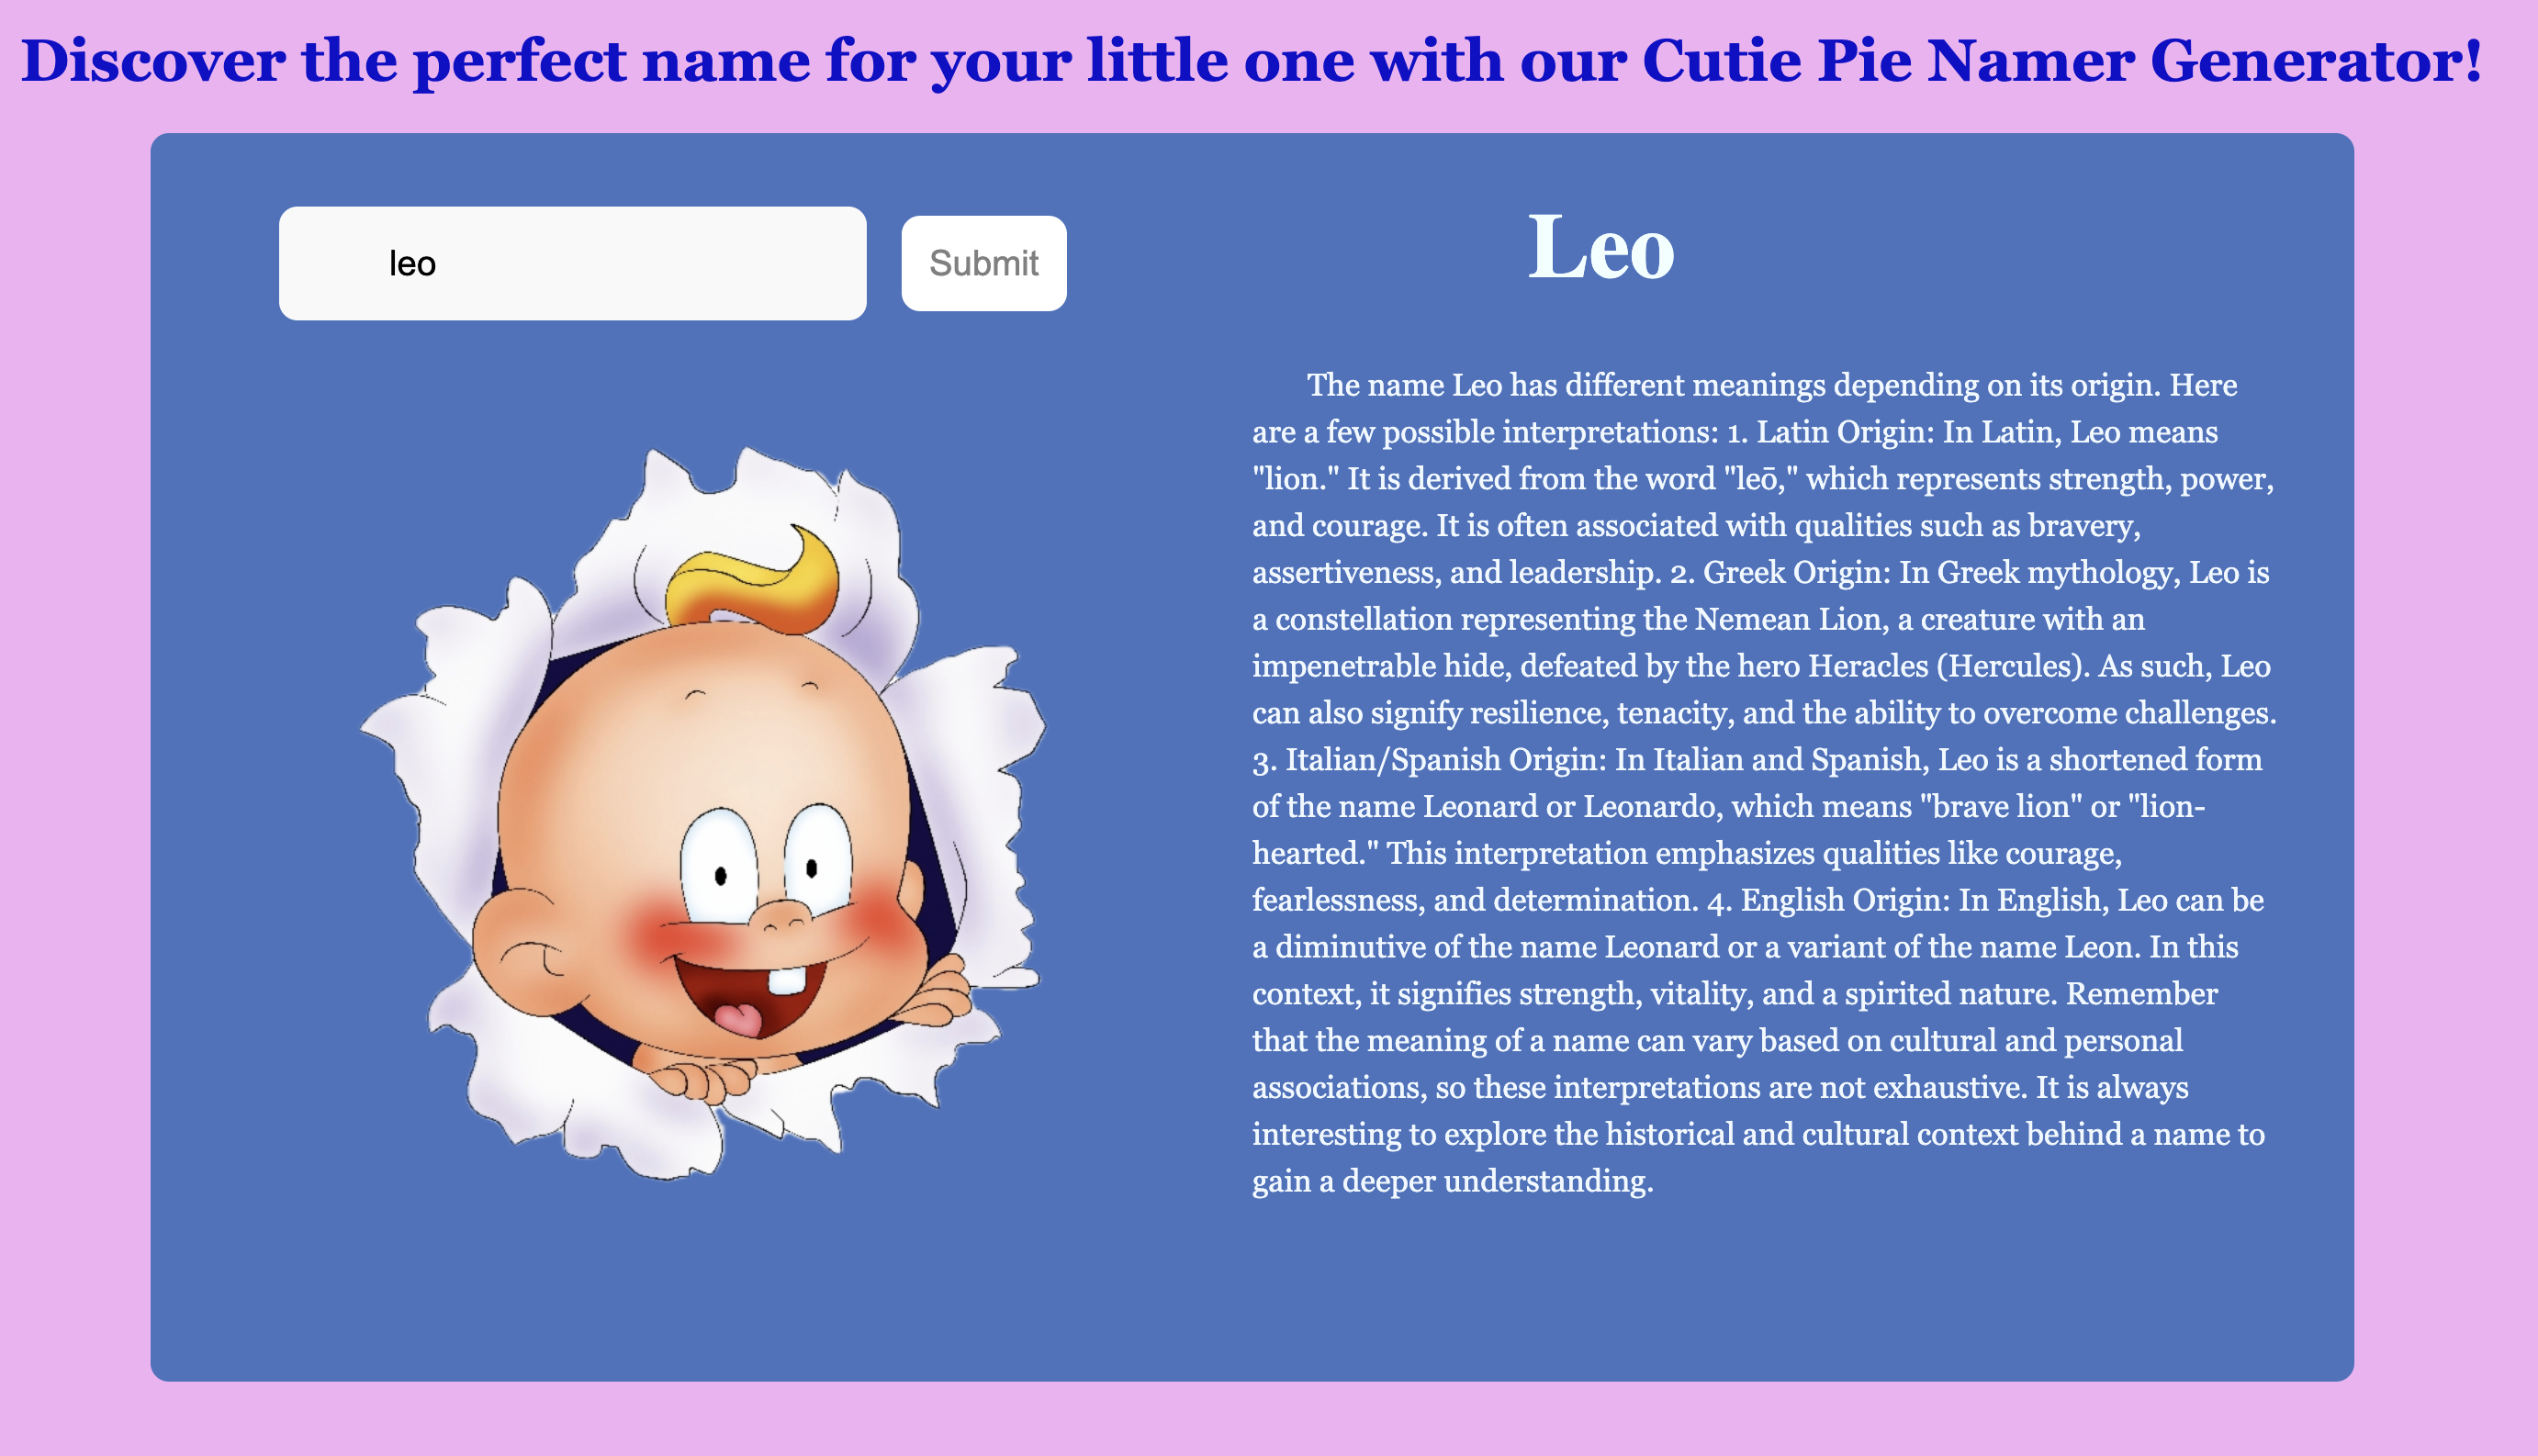 Discover the perfect name for your little one with our Cutie Pie Namer Generator!
leo
Submit
Leo
The name Leo has different meanings depending on its origin. Here
are a few possible interpretations: 1. Latin Origin: In Latin, Leo means
"lion." It is derived from the word "leō," which represents strength, power,
and courage. It is often associated with qualities such as bravery,
assertiveness, and leadership. 2. Greek Origin: In Greek mythology, Leo is
a constellation representing the Nemean Lion, a creature with an
impenetrable hide, defeated by the hero Heracles (Hercules). As such, Leo
can also signify resilience, tenacity, and the ability to overcome challenges.
3. Italian/Spanish Origin: In Italian and Spanish, Leo is a shortened form
of the name Leonard or Leonardo, which means "brave lion" or "lion-
hearted." This interpretation emphasizes qualities like courage,
fearlessness, and determination. 4. English Origin: In English, Leo can be
a diminutive of the name Leonard or a variant of the name Leon. In this
context, it signifies strength, vitality, and a spirited nature. Remember
that the meaning of a name can vary based on cultural and personal
associations, so these interpretations are not exhaustive. It is always
interesting to explore the historical and cultural context behind a name to
gain a deeper understanding.